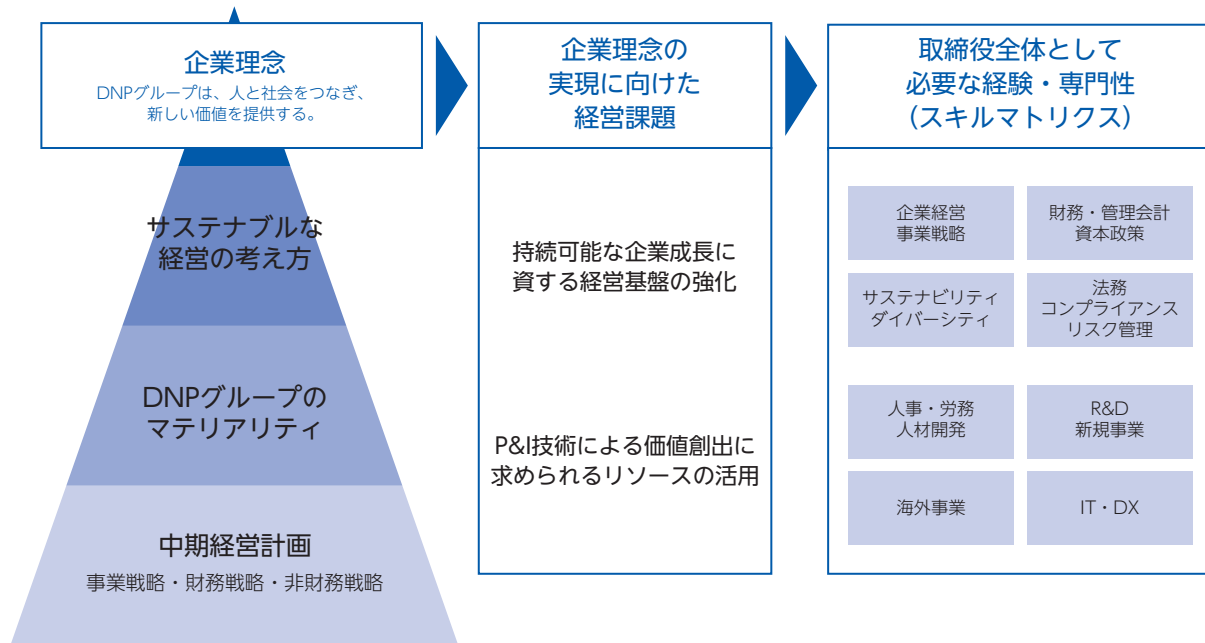 企業理念
DNPグループは、人と社会をつなぎ、
新しい価値を提供する。
サステナブルな
経営の考え方
DNPグループの
マテリアリティ
中期経営計画
事業戦略・財務戦略・非財務戦略
企業理念の
実現に向けた
経営課題
持続可能な企業成長に
資する経営基盤の強化
P&I技術による価値創出に
求められるリソースの活用
取締役全体として
必要な経験・専門性
(スキルマトリクス)
企業経営
事業戦略
財務・管理会計
資本政策
サステナビリティ
ダイバーシティ
法務
コンプライアンス
リスク管理
人事・労務
人材開発
R&D
新規事業
海外事業
IT・DX